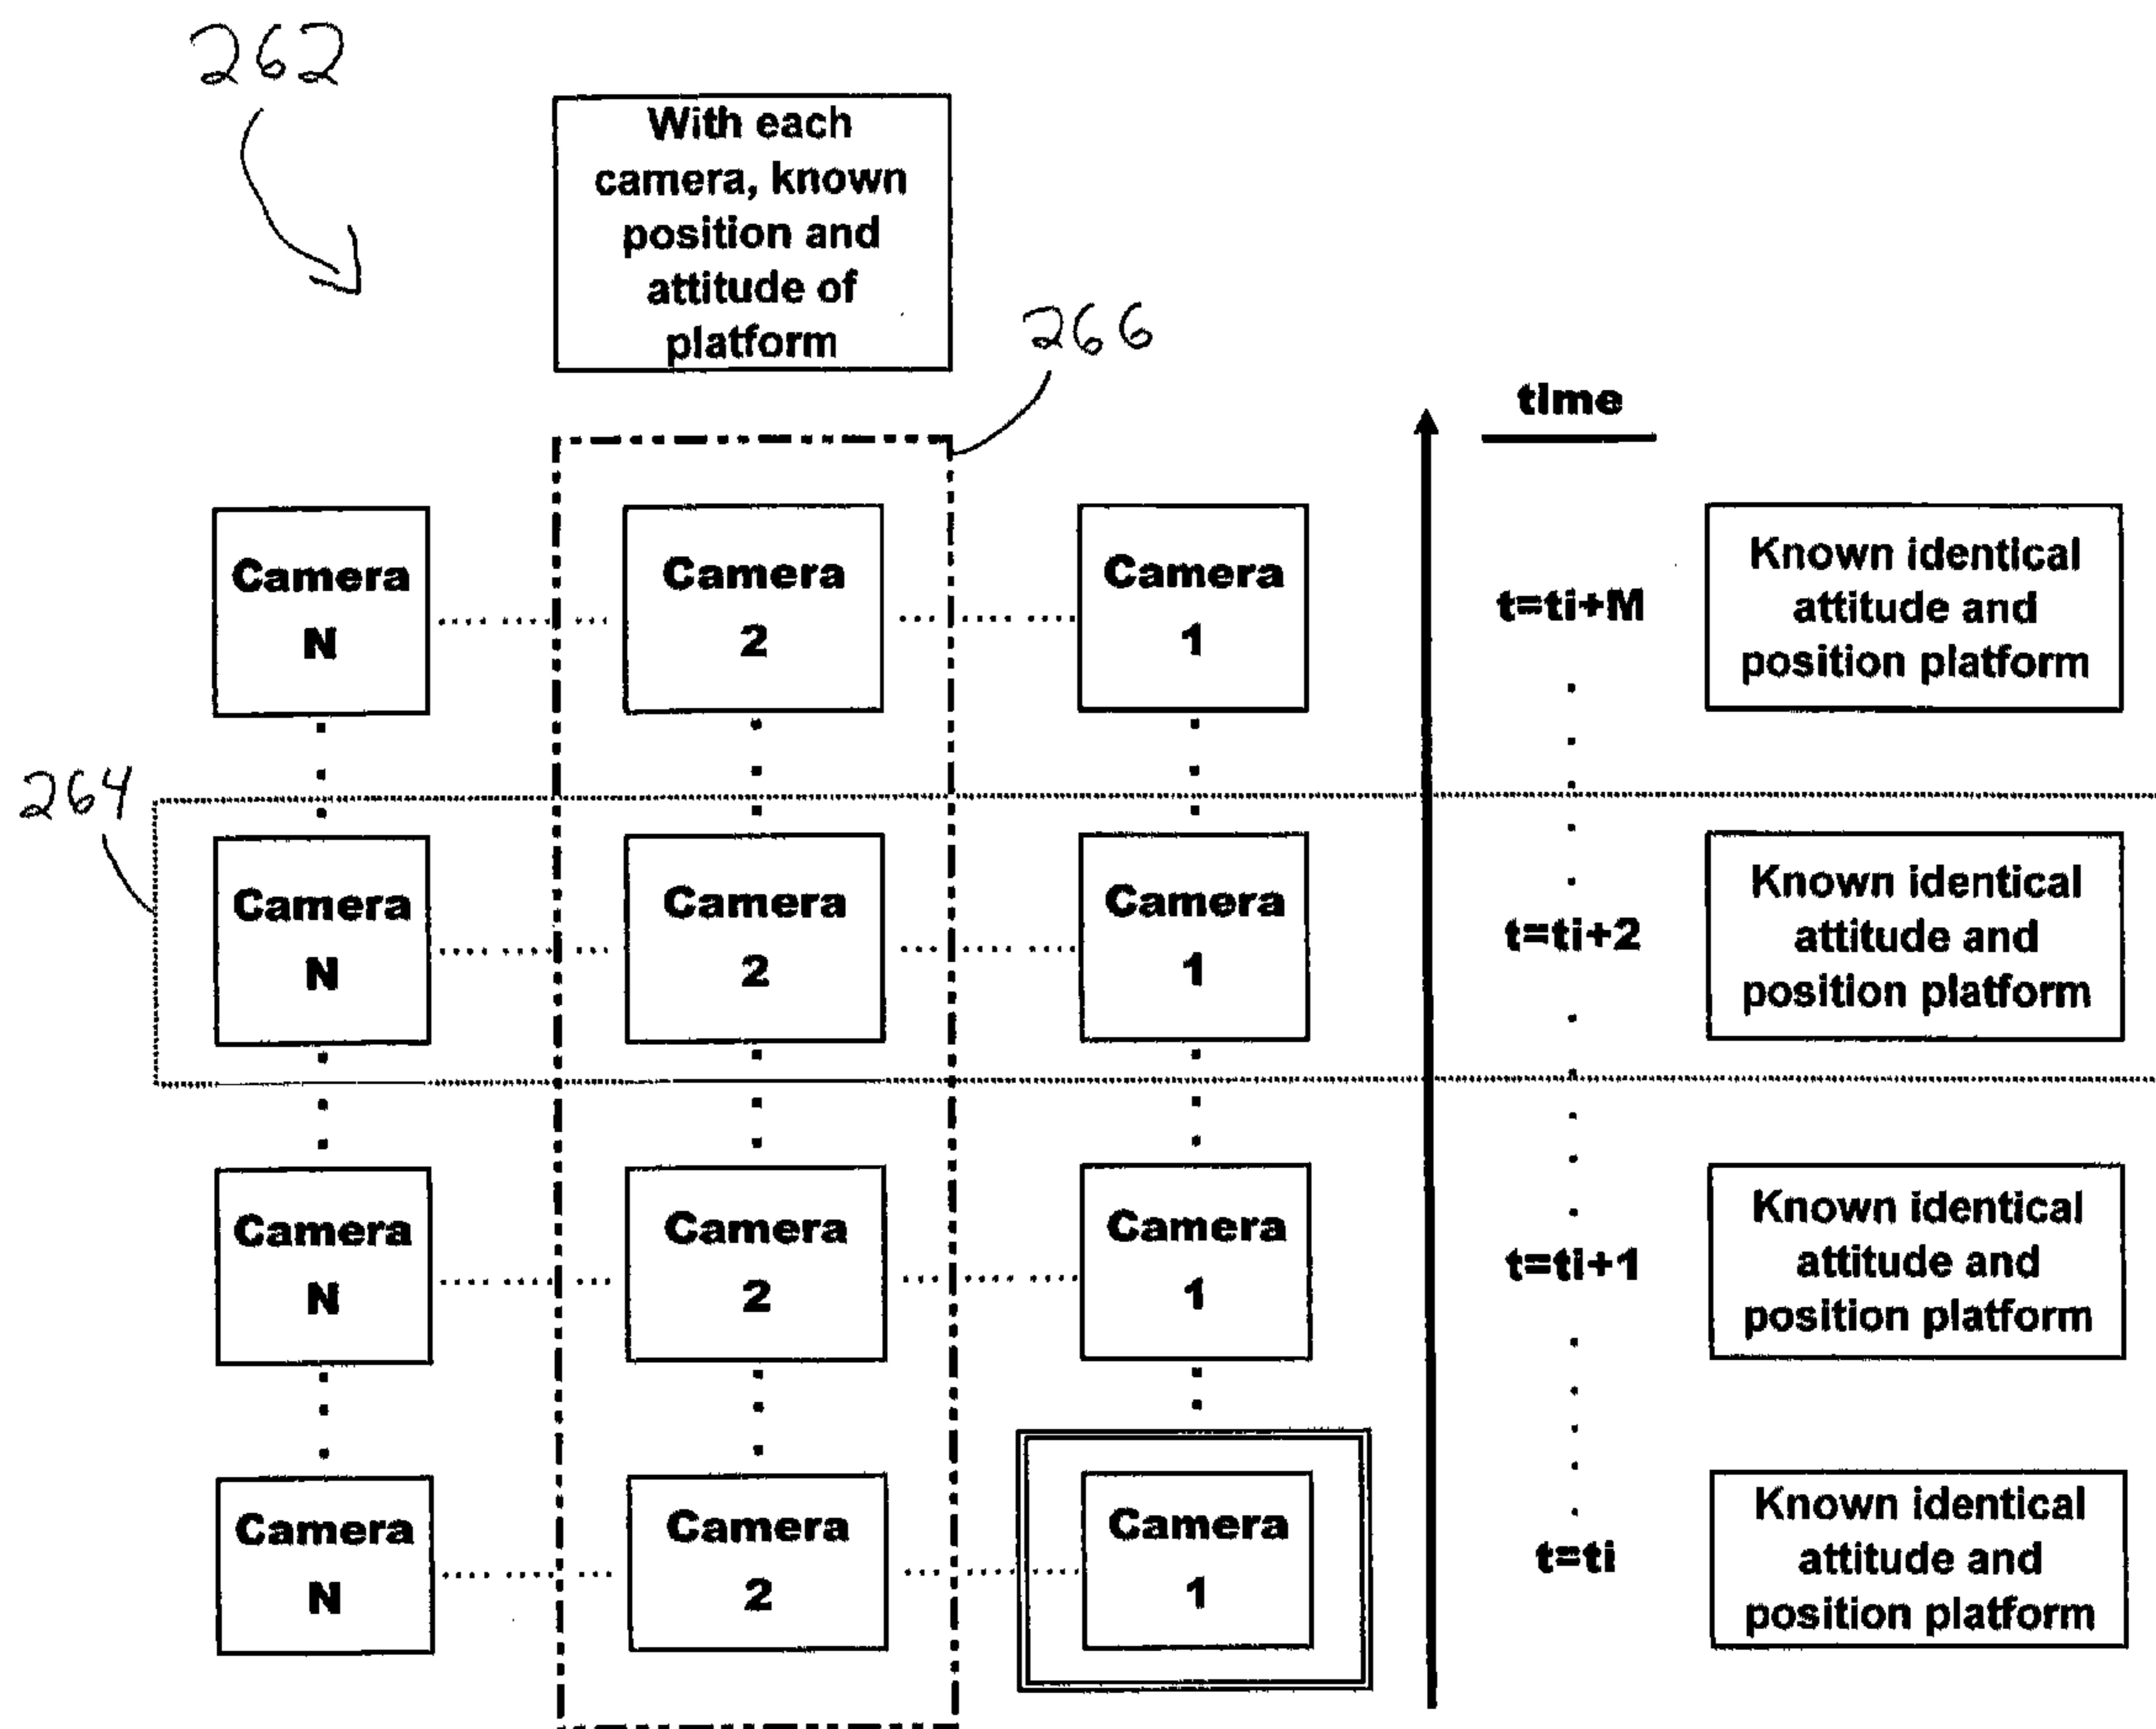 262
With each
camera, known
position and
attitude of
platform
266
time
Camera
N
Camera
2
Camera
1
t=ti+M
Known identical
attitude and
position platform
264
Camera
N
Camera
2
Camera
1
t=ti+2
Known identical
attitude and
position platform
Camera
N
Camera
2
Camera
1
t=ti+1
Known identical
attitude and
position platform
Camera
N
Camera
2
Camera
1
t=ti
Known identical
attitude and
position platform